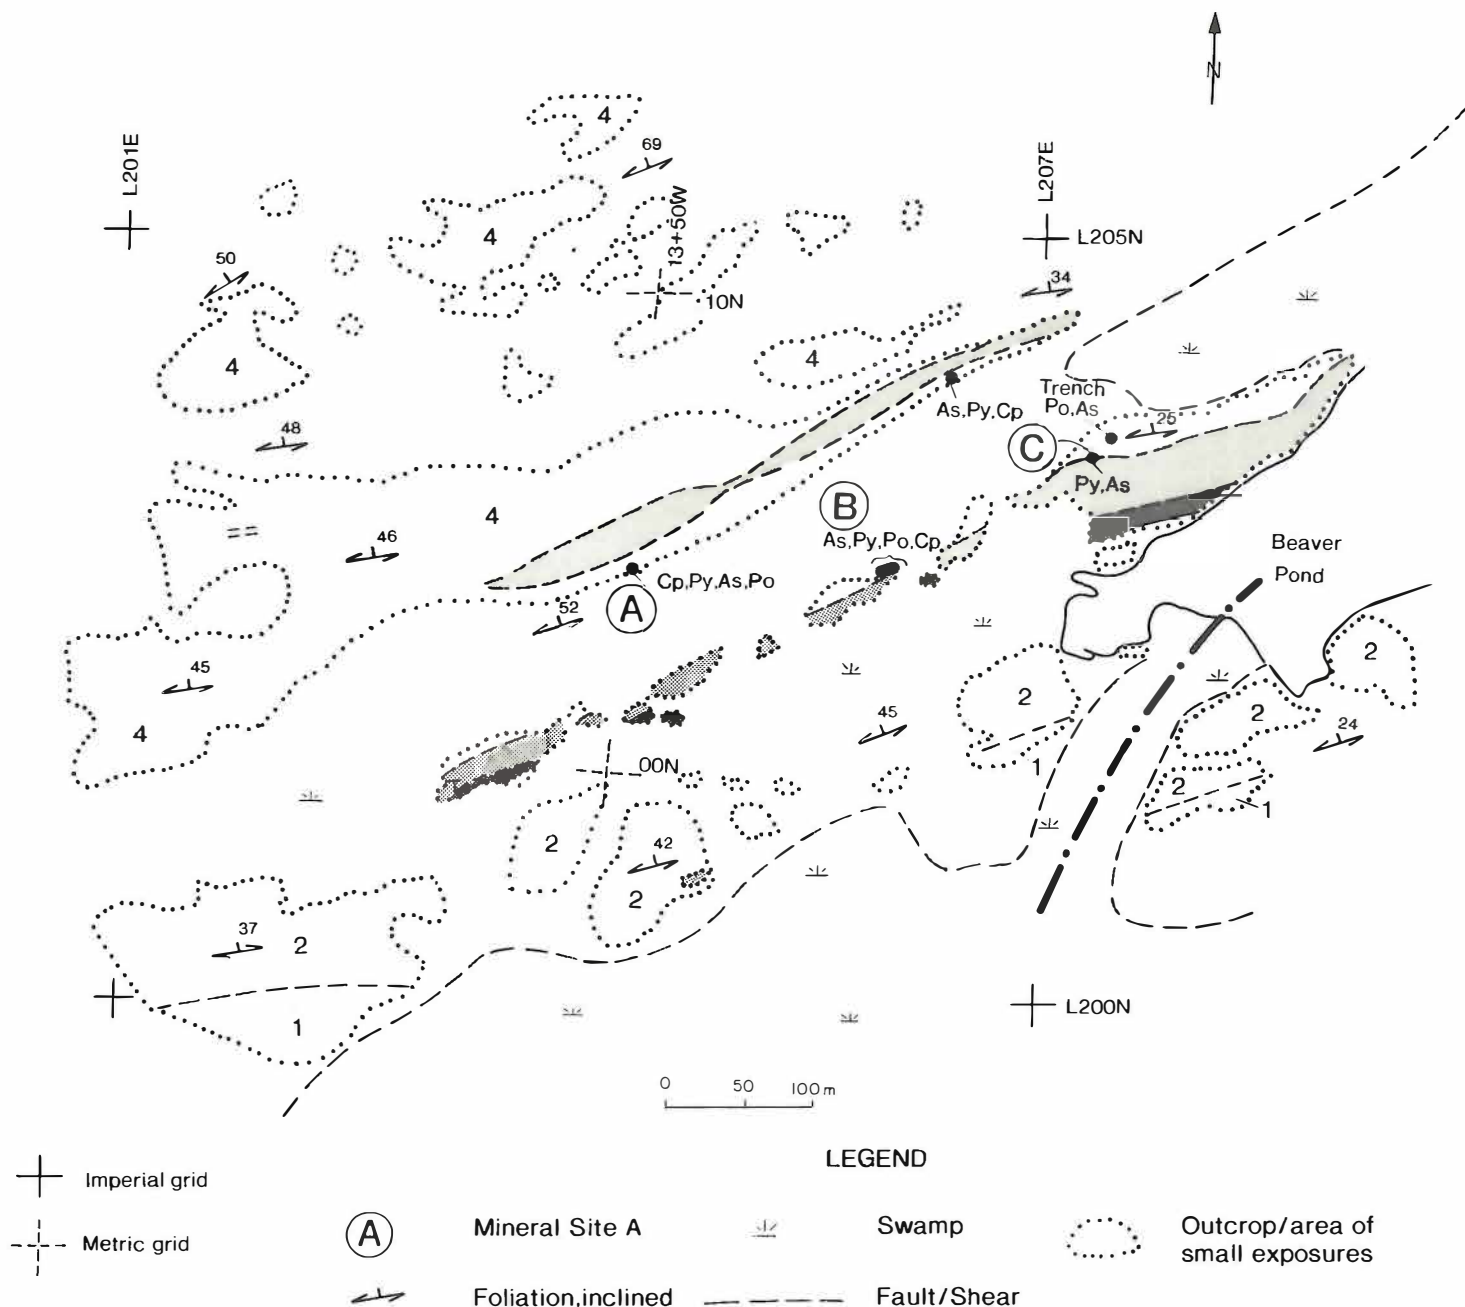 N
L201E
L207E
4
69
13+50W
4
L205N
50
34
10N
4
4
Trench
Po,As
As,Py,Cp
25
48
C
Py,As
4
B
46
As,Py,Po,Cp
Beaver
Pond
Cp,Py,As,Po
A
52
45
2
2
4
45
2
24
00N
1
2
1
2
42
2
37
2
1
L200N
0 50 100 m
LEGEND
Imperial grid
Metric grid
A Mineral Site A
Swamp
Outcrop/area of
small exposures
Foliation,inclined
Fault/Shear